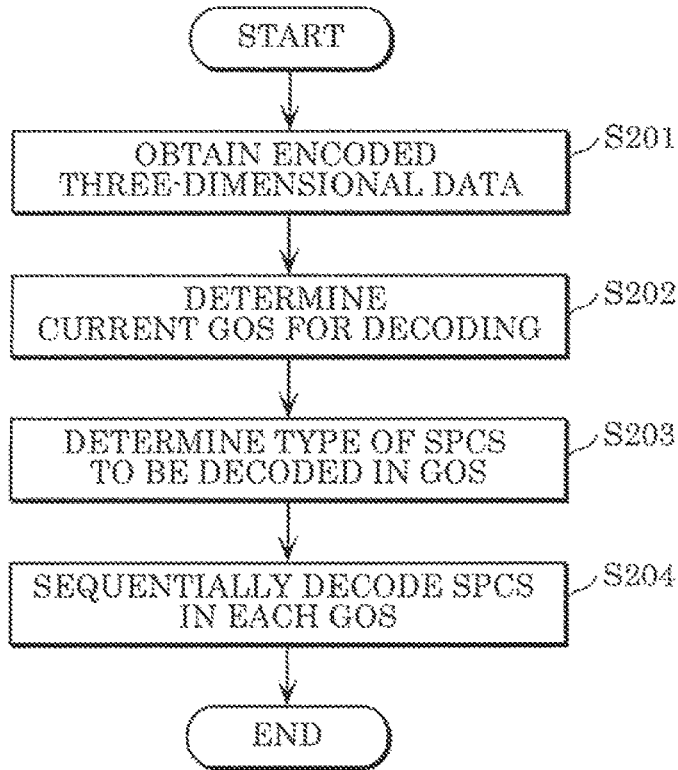 START
OBTAIN ENCODED
THREE-DIMENSIONAL DATA
S201
DETERMINE
CURRENT GOS FOR DECODING
S202
DETERMINE TYPE OF SPCS
TO BE DECODED IN GOS
S203
SEQUENTIALLY DECODE SPCS
IN EACH GOS
S204
END